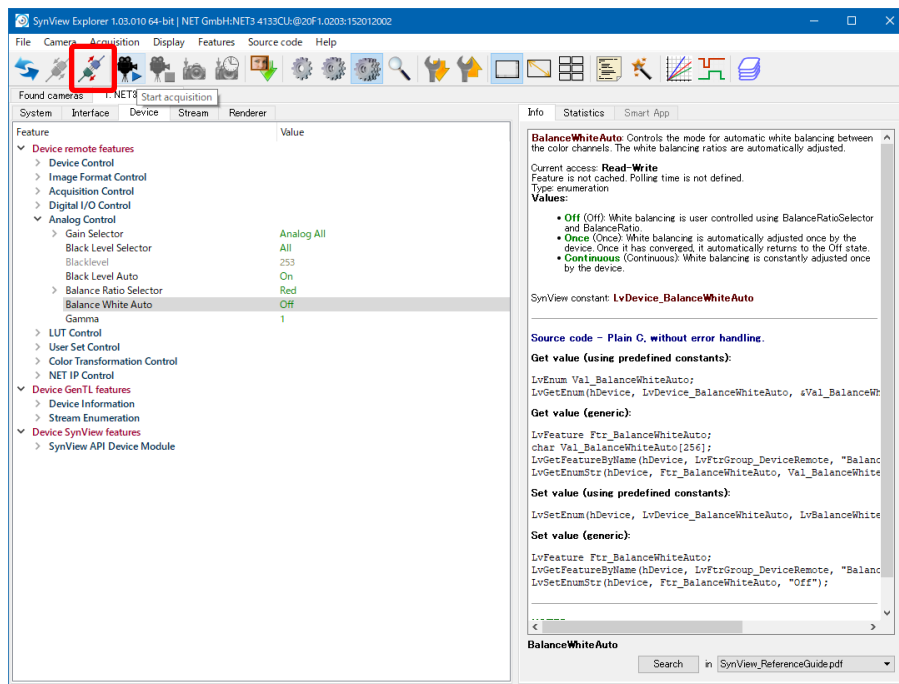 SynView Explorer 1.03.010 64-bit | NET GmbH:NET3 4133CU:@20F1.0203:152012002
File Camera Acquisition Display Features Source code Help
Found cameras
Start acquisition
System Interface Device Stream Renderer
Feature Value
Device remote features
Device Control
Image Format Control
Acquisition Control
Digital I/O Control
Analog Control
Gain Selector Analog All
Black Level Selector All
Blacklevel 253
Black Level Auto On
Balance Ratio Selector Red
Balance White Auto Off
Gamma 1
LUT Control
User Set Control
Color Transformation Control
NET IP Control
Device GenTL features
Device Information
Stream Enumeration
Device SynView features
SynView API Device Module
Info Statistics Smart App
BalanceWhiteAuto: Controls the mode for automatic white balancing between
the color channels. The white balancing ratios are automatically adjusted.
Current access: Read-Write
Feature is not cached. Polling time is not defined.
Type: enumeration
Values:
• Off (Off): White balancing is user controlled using BalanceRatioSelector
and BalanceRatio.
• Once (Once): White balancing is automatically adjusted once by the
device. Once it has converged, it automatically returns to the Off state.
• Continuous (Continuous): White balancing is constantly adjusted once
by the device.
SynView constant: LvDevice_BalanceWhiteAuto
Source code - Plain C, without error handling.
Get value (using predefined constants):
LvEnum Val_BalanceWhiteAuto;
LvGetEnum(hDevice, LvDevice_BalanceWhiteAuto, &Val_BalanceWh
Get value (generic):
LvFeature Ftr_BalanceWhiteAuto;
char Val_BalanceWhiteAuto[256];
LvGetFeatureByName(hDevice, LvFtrGroup_DeviceRemote, "Balanc
LvGetEnumStr(hDevice, Ftr_BalanceWhiteAuto, Val_BalanceWhite
Set value (using predefined constants):
LvSetEnum(hDevice, LvDevice_BalanceWhiteAuto, LvBalanceWhite
Set value (generic):
LvFeature Ftr_BalanceWhiteAuto;
LvGetFeatureByName(hDevice, LvFtrGroup_DeviceRemote, "Balanc
LvSetEnumStr(hDevice, Ftr_BalanceWhiteAuto, "Off");
BalanceWhiteAuto
Search in SynView_ReferenceGuide.pdf